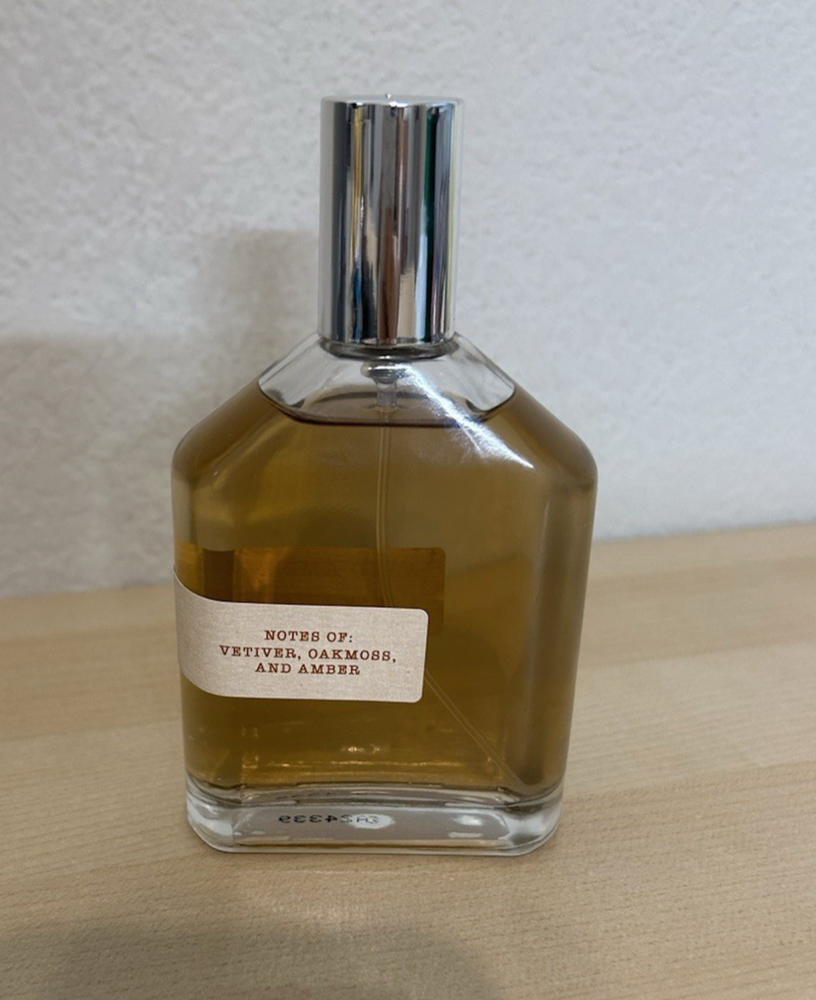 NOTES OF:
VETIVER, OAKMOSS,
AND AMBER